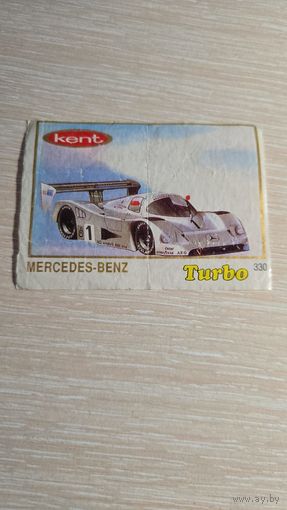 kent
1
MERCEDES-BENZ
Turbo
330
www.ay.by